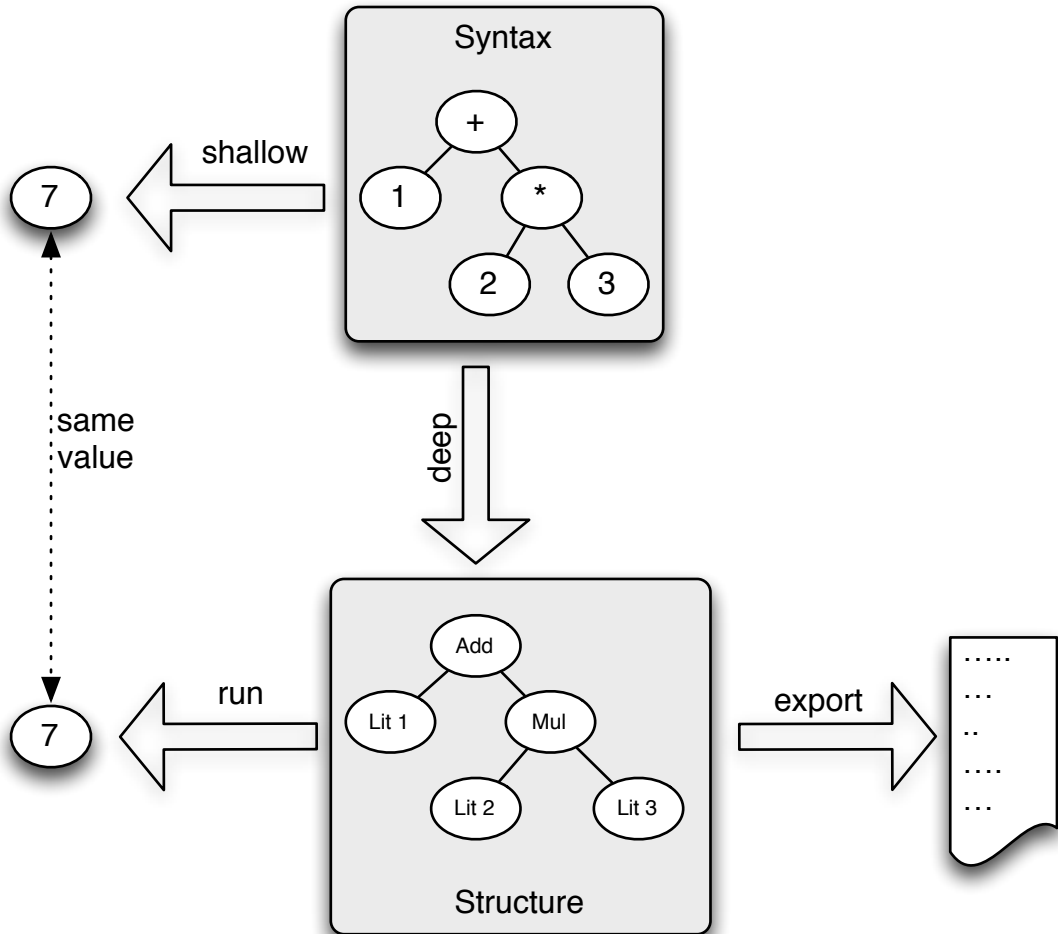 Syntax
+
shallow
7
1
*
2
3
same
value
deep
Add
run
export
7
Lit 1
Mul
Lit 2
Lit 3
Structure
.....
...
..
....
...